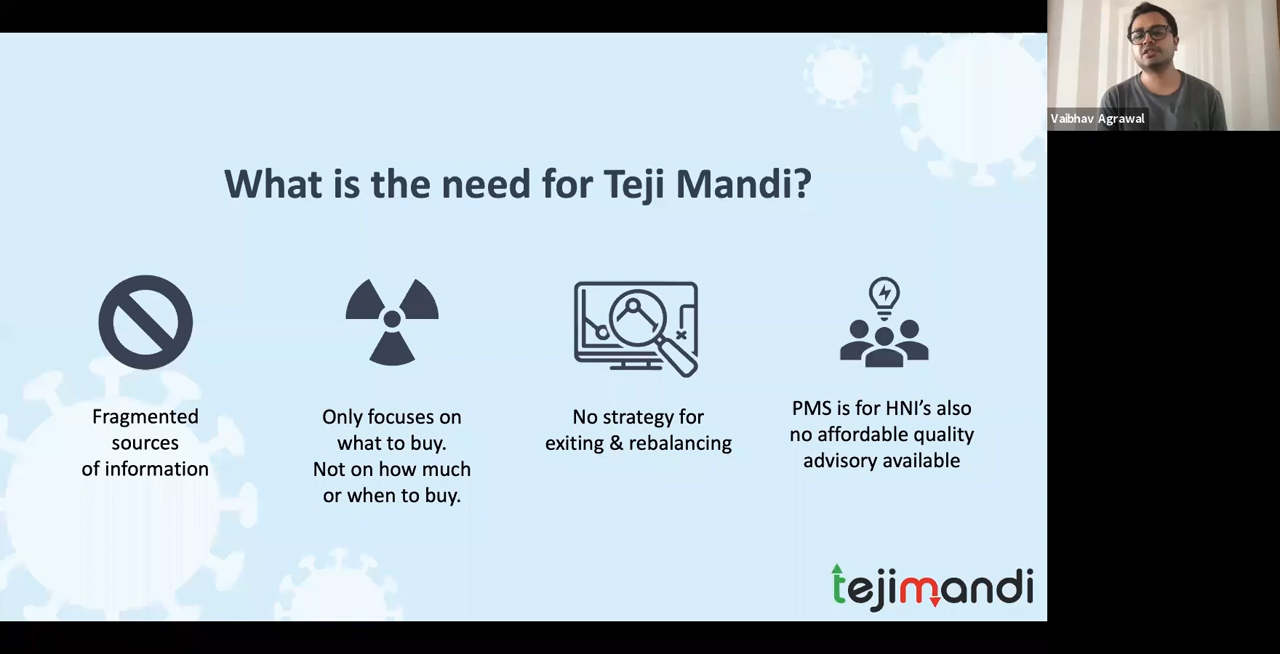 Vaibhav Agrawal
What is the need for Teji Mandi?
Fragmented
sources
of information
Only focuses on
what to buy.
Not on how much
or when to buy.
No strategy for
exiting & rebalancing
PMS is for HNI’s also
no affordable quality
advisory available
tejimandi